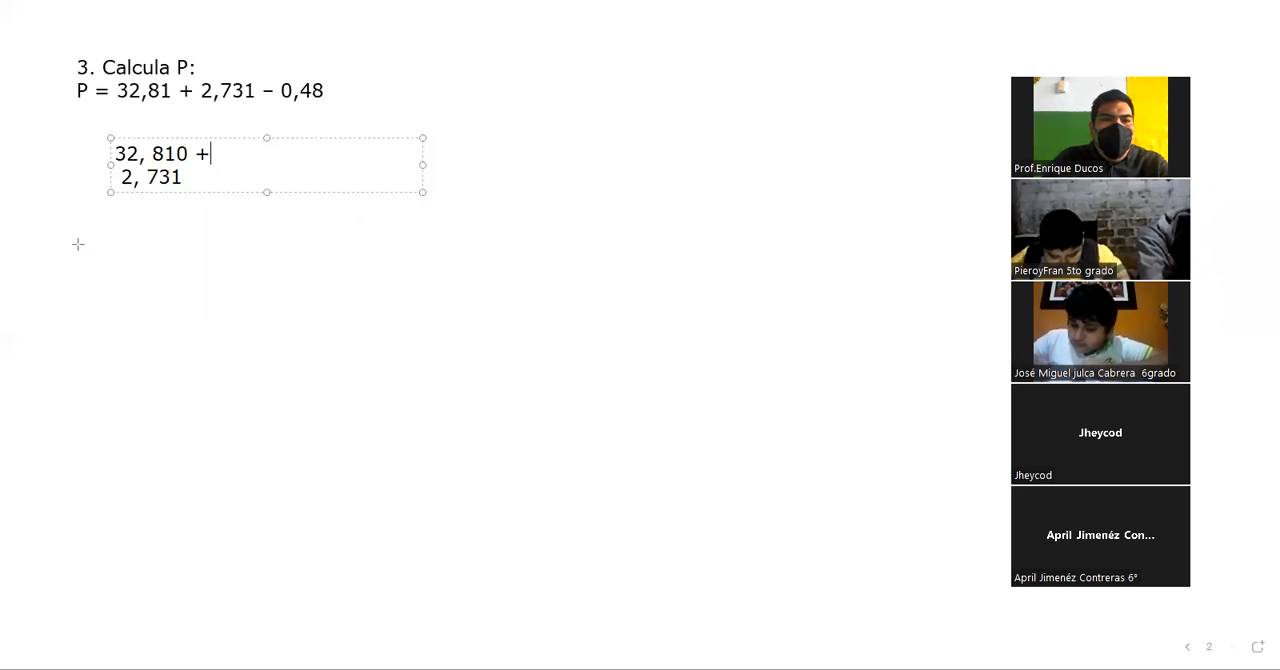 3. Calcula P:
P = 32,81 + 2,731 – 0,48
32, 810 +
2, 731
Prof.Enrique Ducos
PieroyFran 5to grado
José Miguel julca Cabrera 6grado
Jheycod
Jheycod
April Jimenéz Con...
April Jimenéz Contreras 6°
2